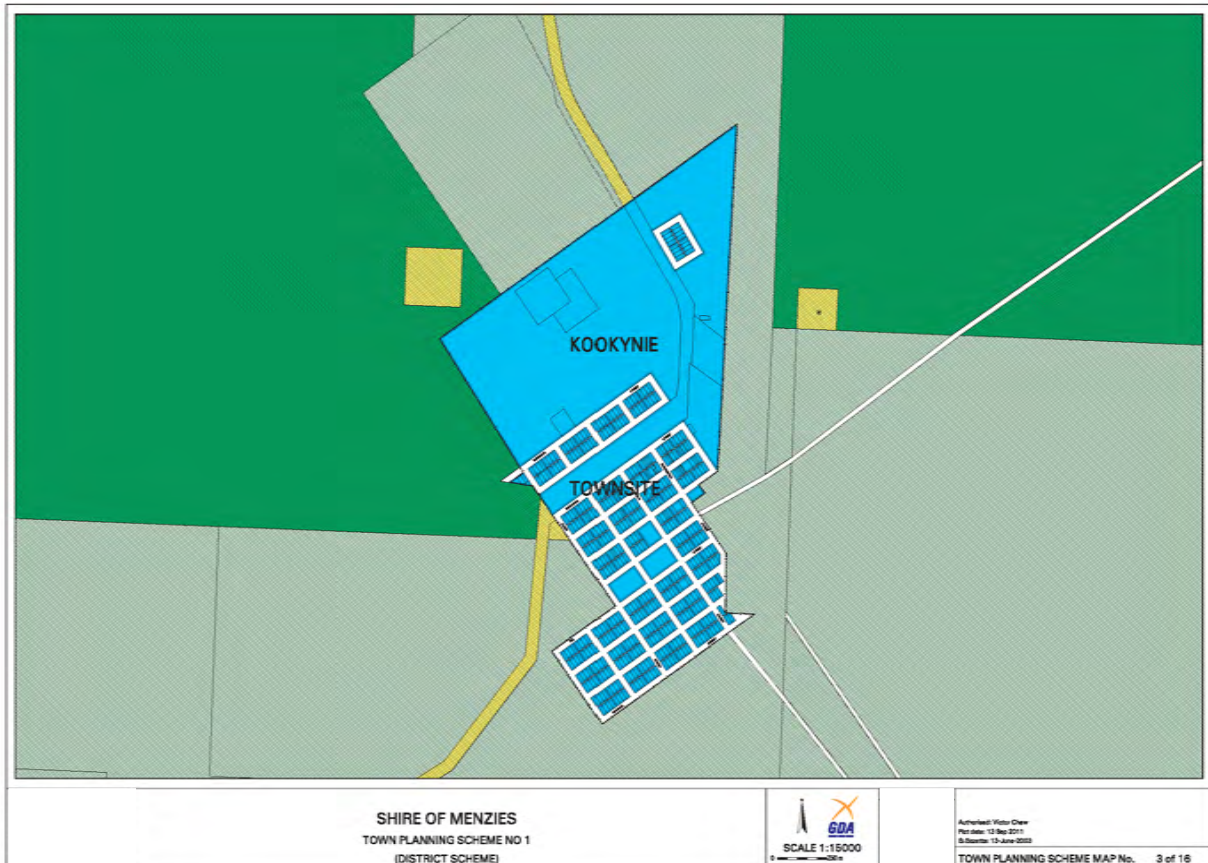 KOOKYNIE
TOWNSITE
SHIRE OF MENZIES
TOWN PLANNING SCHEME NO 1
(DISTRICT SCHEME)
GDA
SCALE 1:15000
Authorised: Victor Chew
Plot date: 13 Sep 2011
TOWN PLANNING SCHEME MAP No. 3 of 16